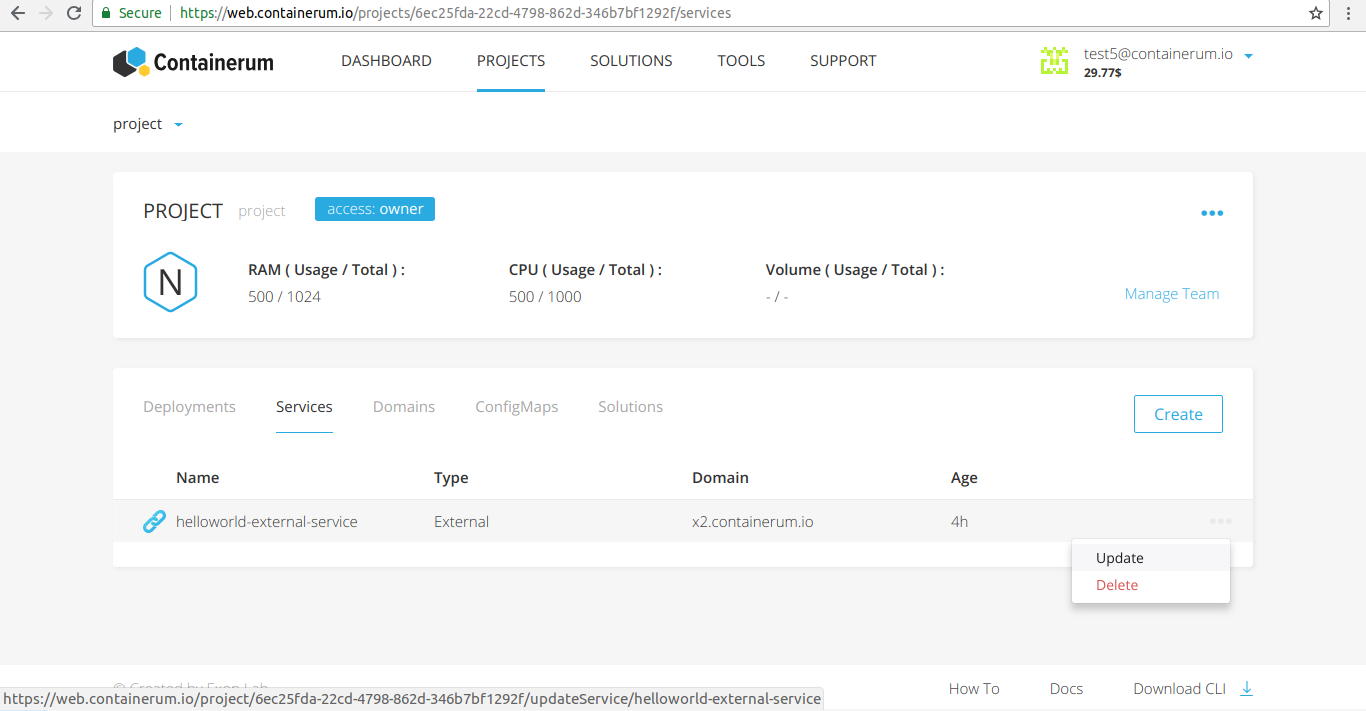 Secure https://web.containerum.io/projects/6ec25fda-22cd-4798-862d-346b7bf1292f/services
Containerum DASHBOARD PROJECTS SOLUTIONS TOOLS SUPPORT test5@containerum.io
29.77$
project
PROJECT project access: owner
N
RAM ( Usage / Total ) : CPU ( Usage / Total ) : Volume ( Usage / Total ) :
500 / 1024 500 / 1000 - / -
Manage Team
Deployments Services Domains ConfigMaps Solutions Create
Name Type Domain Age
helloworld-external-service External x2.containerum.io 4h
Update
Delete
© Created by Exon Lab
How To Docs Download CLI
https://web.containerum.io/project/6ec25fda-22cd-4798-862d-346b7bf1292f/updateService/helloworld-external-service